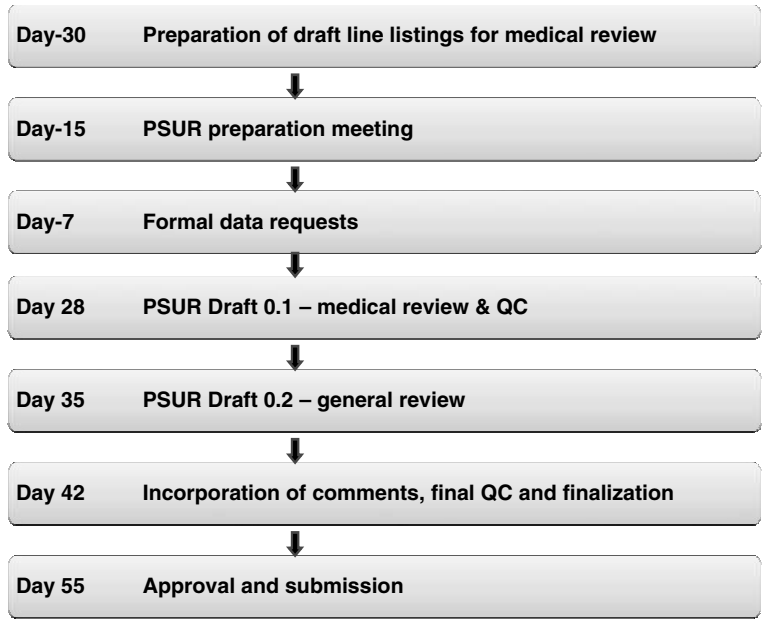 Day-30 Preparation of draft line listings for medical review
Day-15 PSUR preparation meeting
Day-7 Formal data requests
Day 28 PSUR Draft 0.1 – medical review & QC
Day 35 PSUR Draft 0.2 – general review
Day 42 Incorporation of comments, final QC and finalization
Day 55 Approval and submission